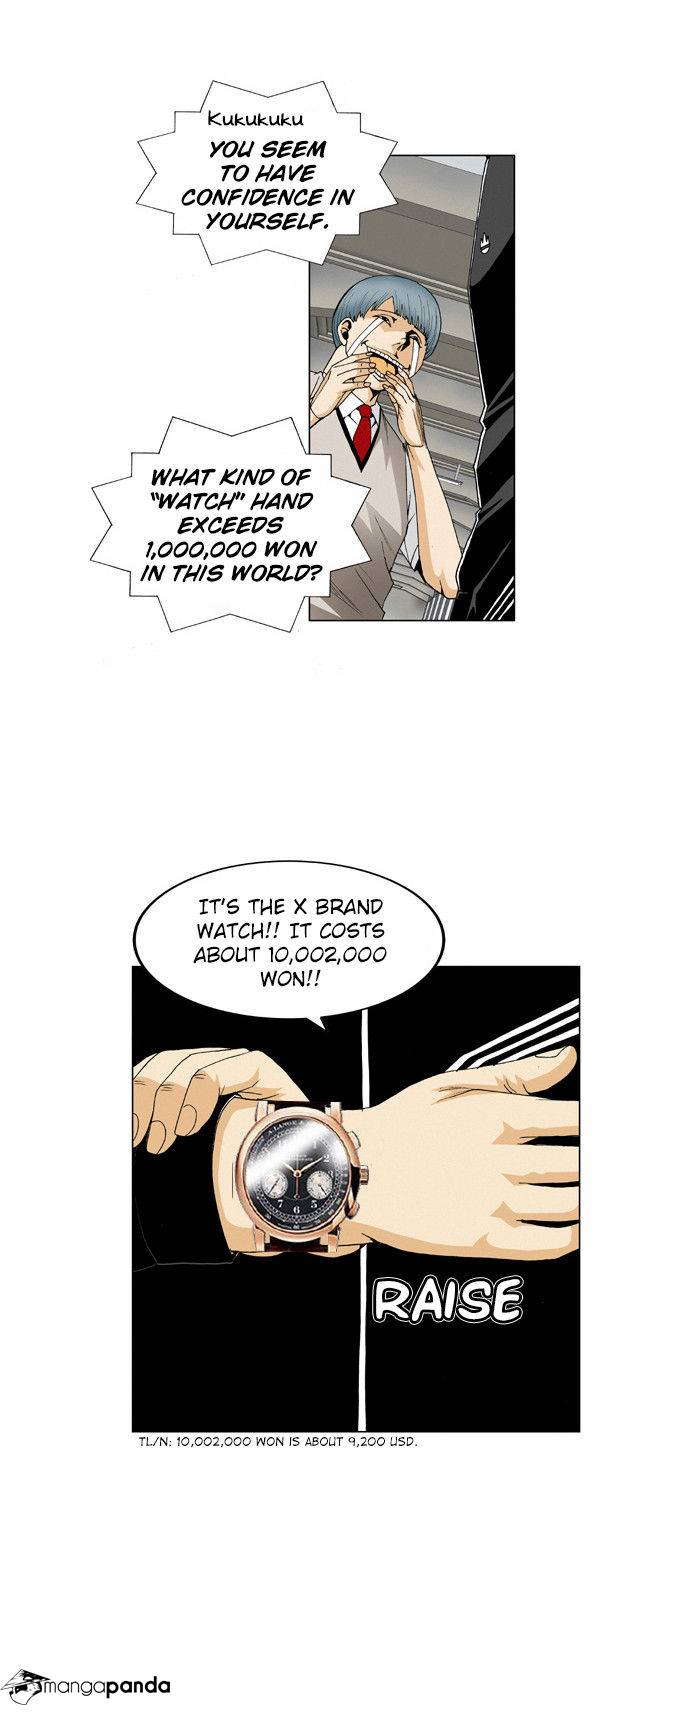 Kukukuku
YOU SEEM
TO HAVE
CONFIDENCE IN
YOURSELF.
WHAT KIND OF
"WATCH" HAND
EXCEEDS
1,000,000 WON
IN THIS WORLD?
IT'S THE X BRAND
WATCH!! IT COSTS
ABOUT 10,002,000
WON!!
A. LANGE &
RAISE
TL/N: 10,002,000 WON IS ABOUT 9,200 USD.
mangapanda